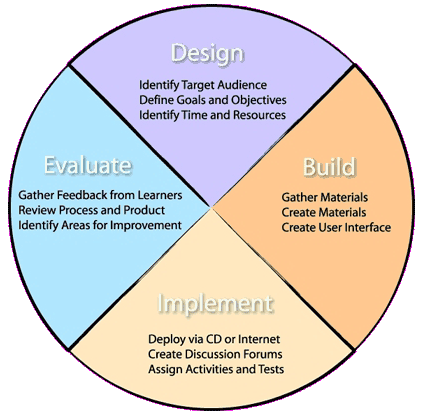 Design
Identify Target Audience
Define Goals and Objectives
Identify Time and Resources
Evaluate
Gather Feedback from Learners
Review Process and Product
Identify Areas for Improvement
Build
Gather Materials
Create Materials
Create User Interface
Implement
Deploy via CD or Internet
Create Discussion Forums
Assign Activities and Tests